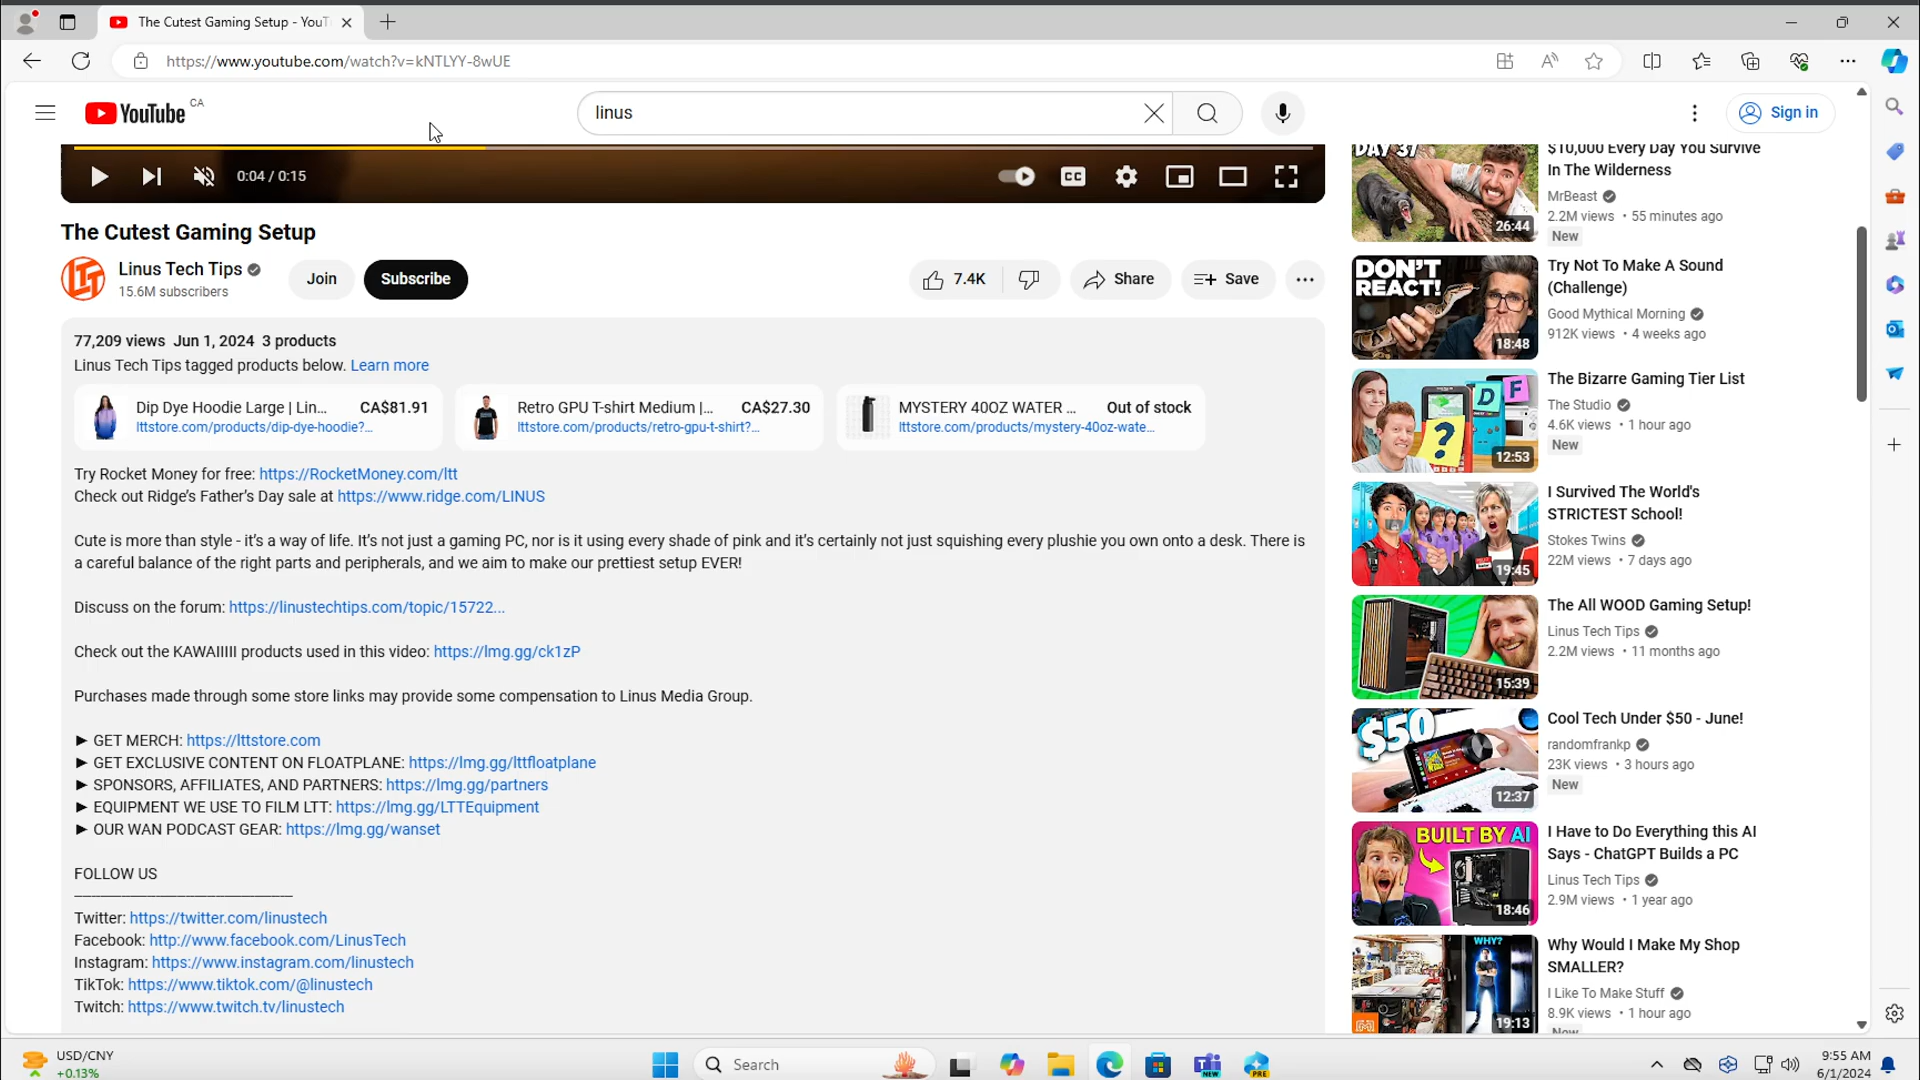 The Cutest Gaming Setup - YouT
https://www.youtube.com/watch?v=kNTLYY-8wUE
YouTube CA
linus
Sign in
0:04 / 0:15
CC
The Cutest Gaming Setup
Linus Tech Tips
15.6M subscribers
Join
Subscribe
7.4K
Share
Save
77,209 views Jun 1, 2024 3 products
Linus Tech Tips tagged products below. Learn more
Dip Dye Hoodie Large | Lin... CA$81.91
lttstore.com/products/dip-dye-hoodie?...
Retro GPU T-shirt Medium |... CA$27.30
lttstore.com/products/retro-gpu-t-shirt?...
MYSTERY 40OZ WATER ... Out of stock
lttstore.com/products/mystery-40oz-wate...
Try Rocket Money for free: https://RocketMoney.com/ltt
Check out Ridge's Father's Day sale at https://www.ridge.com/LINUS
Cute is more than style - it's a way of life. It's not just a gaming PC, nor is it using every shade of pink and it's certainly not just squishing every plushie you own onto a desk. There is
a careful balance of the right parts and peripherals, and we aim to make our prettiest setup EVER!
Discuss on the forum: https://linustechtips.com/topic/15722...
Check out the KAWAIIIII products used in this video: https://lmg.gg/ck1zP
Purchases made through some store links may provide some compensation to Linus Media Group.
► GET MERCH: https://lttstore.com
► GET EXCLUSIVE CONTENT ON FLOATPLANE: https://lmg.gg/lttfloatplane
► SPONSORS, AFFILIATES, AND PARTNERS: https://lmg.gg/partners
► EQUIPMENT WE USE TO FILM LTT: https://lmg.gg/LTTEquipment
► OUR WAN PODCAST GEAR: https://lmg.gg/wanset
FOLLOW US
Twitter: https://twitter.com/linustech
Facebook: http://www.facebook.com/LinusTech
Instagram: https://www.instagram.com/linustech
TikTok: https://www.tiktok.com/@linustech
Twitch: https://www.twitch.tv/linustech
DAY 37
26:44
$10,000 Every Day You Survive
In The Wilderness
MrBeast
2.2M views • 55 minutes ago
New
DON'T
REACT!
18:48
Try Not To Make A Sound
(Challenge)
Good Mythical Morning
912K views • 4 weeks ago
D F
?
12:53
The Bizarre Gaming Tier List
The Studio
4.6K views • 1 hour ago
New
19:45
I Survived The World's
STRICTEST School!
Stokes Twins
22M views • 7 days ago
15:39
The All WOOD Gaming Setup!
Linus Tech Tips
2.2M views • 11 months ago
$50
12:37
Cool Tech Under $50 - June!
randomfrankp
23K views • 3 hours ago
New
BUILT BY AI
18:46
I Have to Do Everything this AI
Says - ChatGPT Builds a PC
Linus Tech Tips
2.9M views • 1 year ago
WHY?
19:13
Why Would I Make My Shop
SMALLER?
I Like To Make Stuff
8.9K views • 1 hour ago
New
USD/CNY
+0.13%
Search
NEW
PRE
9:55 AM
6/1/2024